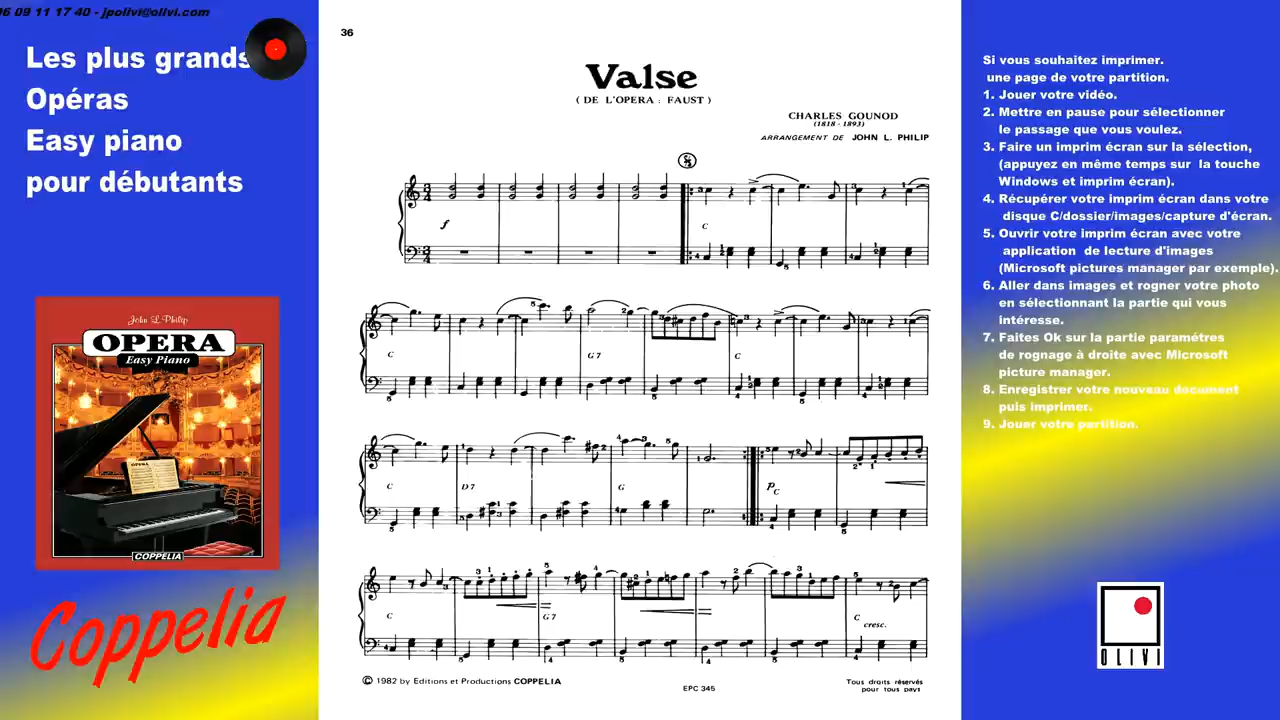 06 09 11 17 40 - jpolivi@olivi.com
Les plus grands
Opéras
Easy piano
pour débutants
John L. Philip
OPERA
Easy Piano
OPERA
COPPELIA
Coppelia
36
Valse
( DE L'OPERA : FAUST )
CHARLES GOUNOD
(1818 - 1893)
ARRANGEMENT DE JOHN L. PHILIP
f
C
C
G 7
C
C
D 7
G
P C
C
G 7
C
cresc.
© 1982 by Editions et Productions COPPELIA
EPC 345
Tous droits réservés
pour tous pays
Si vous souhaitez imprimer.
une page de votre partition.
1. Jouer votre vidéo.
2. Mettre en pause pour sélectionner
le passage que vous voulez.
3. Faire un imprim écran sur la sélection,
(appuyez en même temps sur la touche
Windows et imprim écran).
4. Récupérer votre imprim écran dans votre
disque C/dossier/images/capture d'écran.
5. Ouvrir votre imprim écran avec votre
application de lecture d'images
(Microsoft pictures manager par exemple).
6. Aller dans images et rogner votre photo
en sélectionnant la partie qui vous
intéresse.
7. Faites Ok sur la partie paramétres
de rognage à droite avec Microsoft
picture manager.
8. Enregistrer votre nouveau document
puis imprimer.
9. Jouer votre partition.
OLIVI